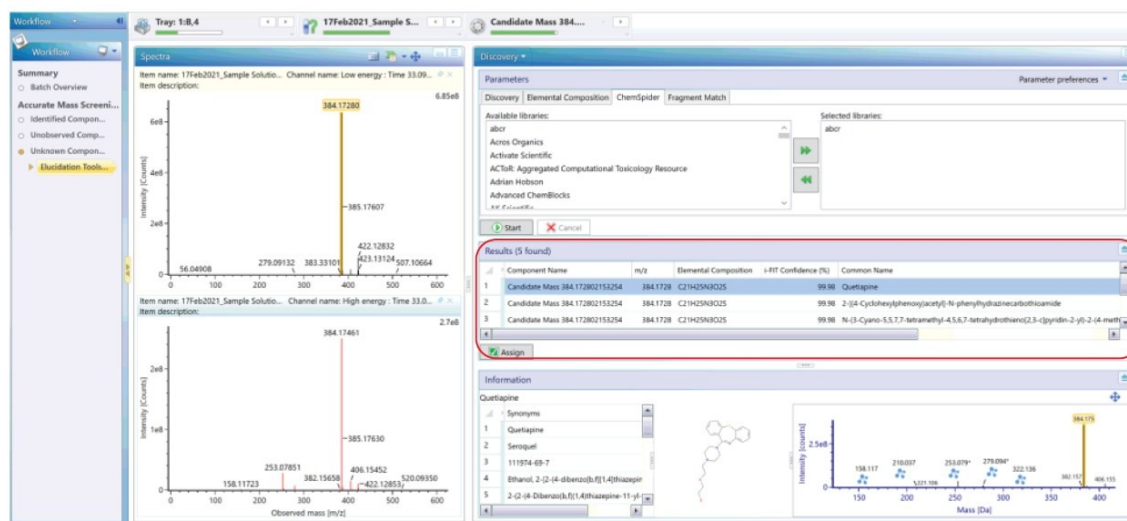 Workflow
Tray: 1:B,4
17Feb2021_Sample S...
Candidate Mass 384....
Workflow
Summary
Batch Overview
Accurate Mass Screeni...
Identified Compon...
Unobserved Comp...
Unknown Compon...
Elucidation Tools...
Spectra
Item name: 17Feb2021_Sample Solutio... Channel name: Low energy : Time 33.09...
Item description:
6.85e8
384.17280
6e8
4e8
385.17607
2e8
422.12832
423.13124
56.04908
279.09132
383.33101
507.10664
0
0 100 200 300 400 500 600
Intensity [Counts]
Item name: 17Feb2021_Sample Solutio... Channel name: High energy : Time 33.0...
Item description:
2.7e8
384.17461
2e8
385.17630
1e8
253.07851
406.15452
158.11723
382.15658
422.12853
520.09350
0
0 100 200 300 400 500 600
Intensity [Counts]
Observed mass [m/z]
Discovery
Parameters
Parameter preferences
Discovery Elemental Composition ChemSpider Fragment Match
Available libraries:
abcr
Acros Organics
Activate Scientific
ACToR: Aggregated Computational Toxicology Resource
Adrian Hobson
Advanced ChemBlocks
Selected libraries:
abcr
Start Cancel
Results (5 found)
Component Name m/z Elemental Composition i-FIT Confidence (%) Common Name
1 Candidate Mass 384.172802153254 384.1728 C21H25N3O2S 99.98 Quetiapine
2 Candidate Mass 384.172802153254 384.1728 C21H25N3O2S 99.98 2-[(4-Cyclohexylphenoxy)acetyl]-N-phenylhydrazinecarbothioamide
3 Candidate Mass 384.172802153254 384.1728 C21H25N3O2S 99.98 N-(3-Cyano-5,5,7,7-tetramethyl-4,5,6,7-tetrahydrothieno[2,3-c]pyridin-2-yl)-2-(4-meth
Assign
Information
Quetiapine
Synonyms
1 Quetiapine
2 Seroquel
3 111974-69-7
4 Ethanol, 2-[2-(4-dibenzo[b,f][1,4]thiazepin
5 2-(2-(4-Dibenzo[b,f][1,4]thiazepine-11-yl-
384.175
2.5e8
158.117
210.037
253.079*
279.094*
322.136
221.106
382.157
406.155
0
150 200 250 300 350 400
Intensity [counts]
Mass [Da]